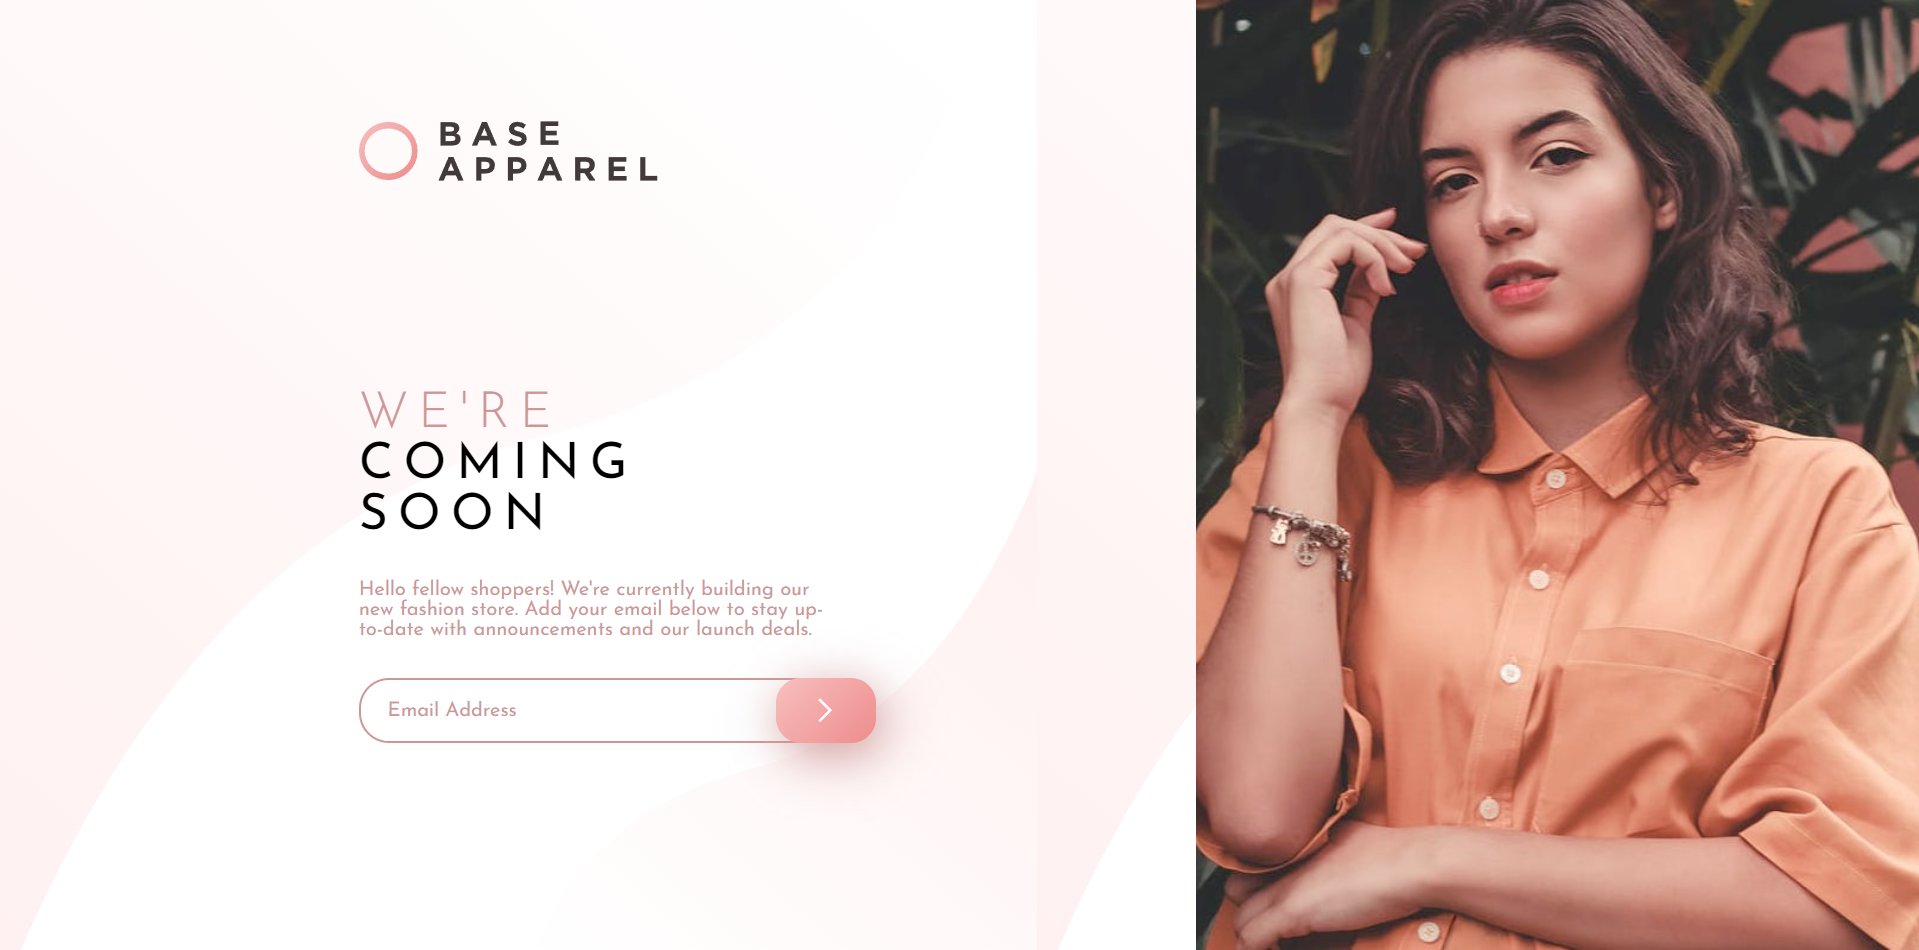 BASE
APPAREL
WE'RE
COMING
SOON
Hello fellow shoppers! We're currently building our
new fashion store. Add your email below to stay up-
to-date with announcements and our launch deals.
Email Address